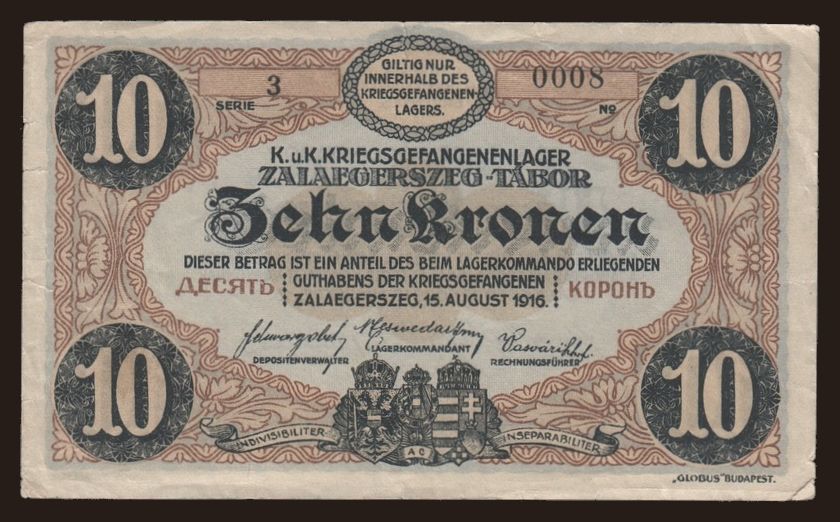 10
3
SERIE
GILTIG NUR
INNERHALB DES
KRIEGSGEFANGENEN-
LAGERS.
0008
No
10
K.u.K.KRIEGSGEFANGENENLAGER
ZALAEGERSZEG-TÁBOR
Zehn Kronen
DIESER BETRAG IST EIN ANTEIL DES BEIM LAGERKOMMANDO ERLIEGENDEN
GUTHABENS DER KRIEGSGEFANGENEN
ДЕСЯТЬ КОРОНЪ
ZALAEGERSZEG, 15. AUGUST 1916.
DEPOSITENVERWALTER
LAGERKOMMANDANT
RECHNUNGSFÜHRER
10
10
INDIVISIBILITER
AC
INSEPARABILITER
„GLOBUS" BUDAPEST.